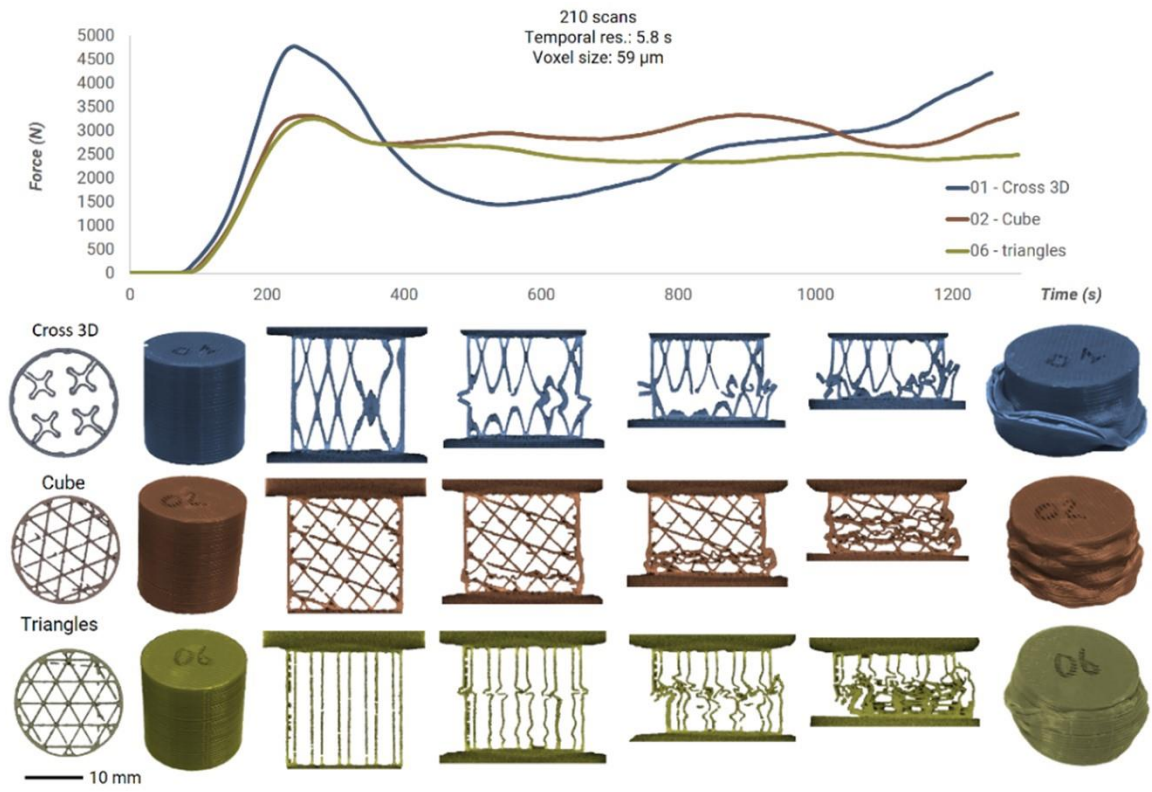 210 scans
Temporal res.: 5.8 s
Voxel size: 59 µm
5000
4500
4000
3500
3000
2500
2000
1500
1000
500
0
Force (N)
01 - Cross 3D
02 - Cube
06 - triangles
0 200 400 600 800 1000 1200 Time (s)
Cross 3D
Cube
02
02
Triangles
06
06
10 mm